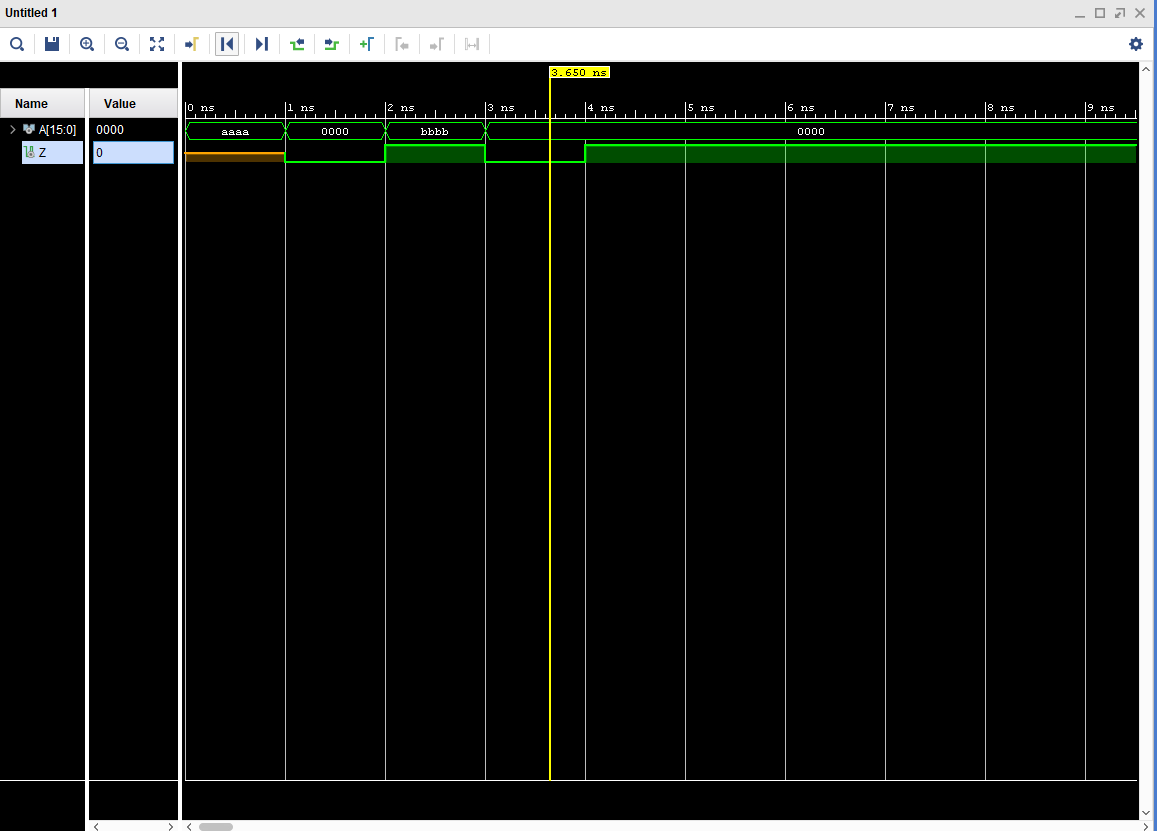 Untitled 1
3.650 ns
Name Value 0 ns 1 ns 2 ns 3 ns 4 ns 5 ns 6 ns 7 ns 8 ns 9 ns
A[15:0] 0000 aaaa 0000 bbbb 0000
Z 0